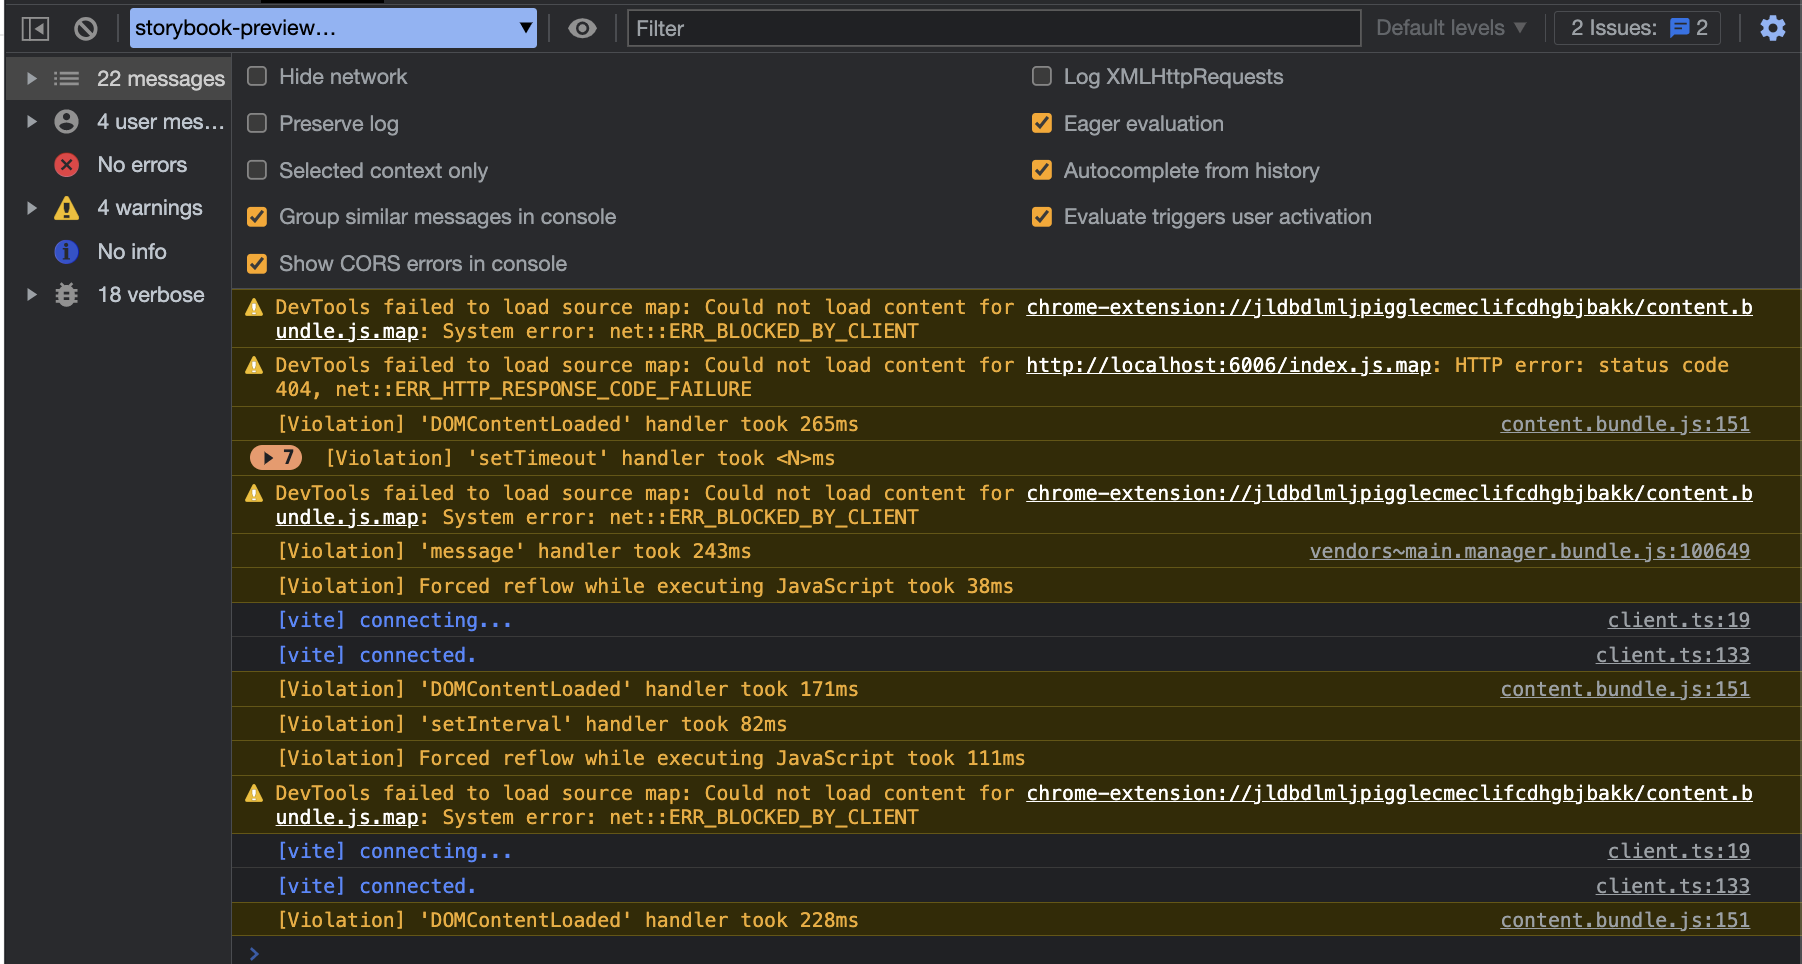 storybook-preview…
Filter
Default levels
2 Issues: 2
22 messages
4 user mes…
No errors
4 warnings
No info
18 verbose
Hide network
Log XMLHttpRequests
Preserve log
Eager evaluation
Selected context only
Autocomplete from history
Group similar messages in console
Evaluate triggers user activation
Show CORS errors in console
DevTools failed to load source map: Could not load content for chrome-extension://jldbdlmljpigglecmeclifcdhgbjbakk/content.b
undle.js.map: System error: net::ERR_BLOCKED_BY_CLIENT
DevTools failed to load source map: Could not load content for http://localhost:6006/index.js.map: HTTP error: status code
404, net::ERR_HTTP_RESPONSE_CODE_FAILURE
[Violation] 'DOMContentLoaded' handler took 265ms content.bundle.js:151
7 [Violation] 'setTimeout' handler took <N>ms
DevTools failed to load source map: Could not load content for chrome-extension://jldbdlmljpigglecmeclifcdhgbjbakk/content.b
undle.js.map: System error: net::ERR_BLOCKED_BY_CLIENT
[Violation] 'message' handler took 243ms vendors~main.manager.bundle.js:100649
[Violation] Forced reflow while executing JavaScript took 38ms
[vite] connecting... client.ts:19
[vite] connected. client.ts:133
[Violation] 'DOMContentLoaded' handler took 171ms content.bundle.js:151
[Violation] 'setInterval' handler took 82ms
[Violation] Forced reflow while executing JavaScript took 111ms
DevTools failed to load source map: Could not load content for chrome-extension://jldbdlmljpigglecmeclifcdhgbjbakk/content.b
undle.js.map: System error: net::ERR_BLOCKED_BY_CLIENT
[vite] connecting... client.ts:19
[vite] connected. client.ts:133
[Violation] 'DOMContentLoaded' handler took 228ms content.bundle.js:151